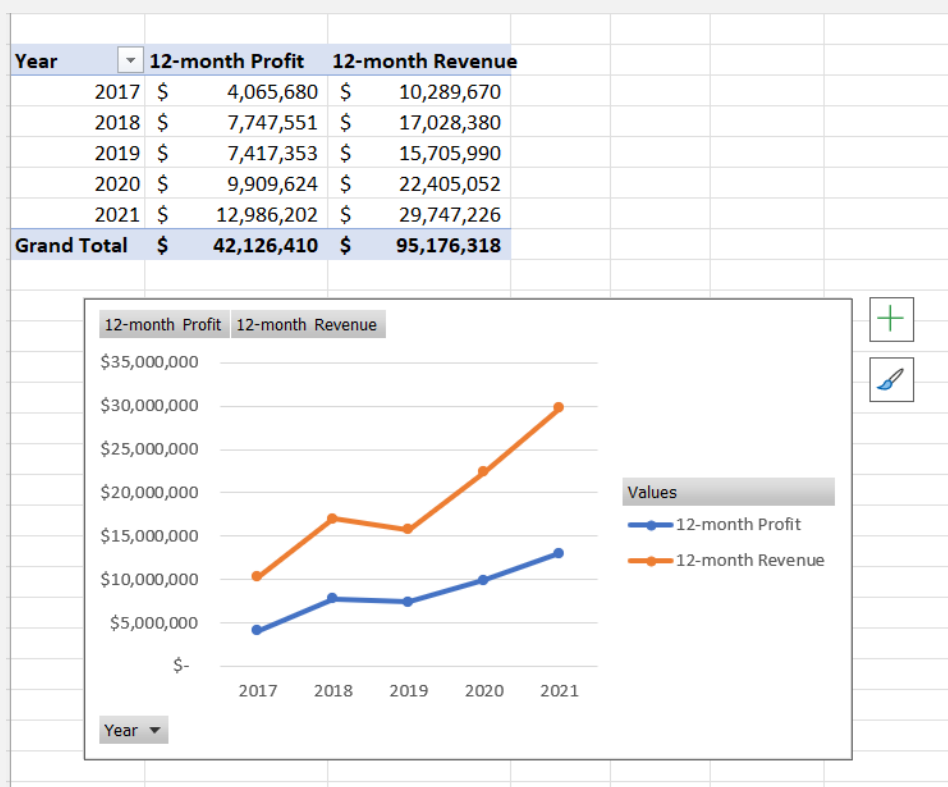 Year 12-month Profit 12-month Revenue
2017 $ 4,065,680 $ 10,289,670
2018 $ 7,747,551 $ 17,028,380
2019 $ 7,417,353 $ 15,705,990
2020 $ 9,909,624 $ 22,405,052
2021 $ 12,986,202 $ 29,747,226
Grand Total $ 42,126,410 $ 95,176,318
12-month Profit 12-month Revenue
$35,000,000
$30,000,000
$25,000,000
$20,000,000
$15,000,000
$10,000,000
$5,000,000
$-
2017 2018 2019 2020 2021
Values
12-month Profit
12-month Revenue
Year